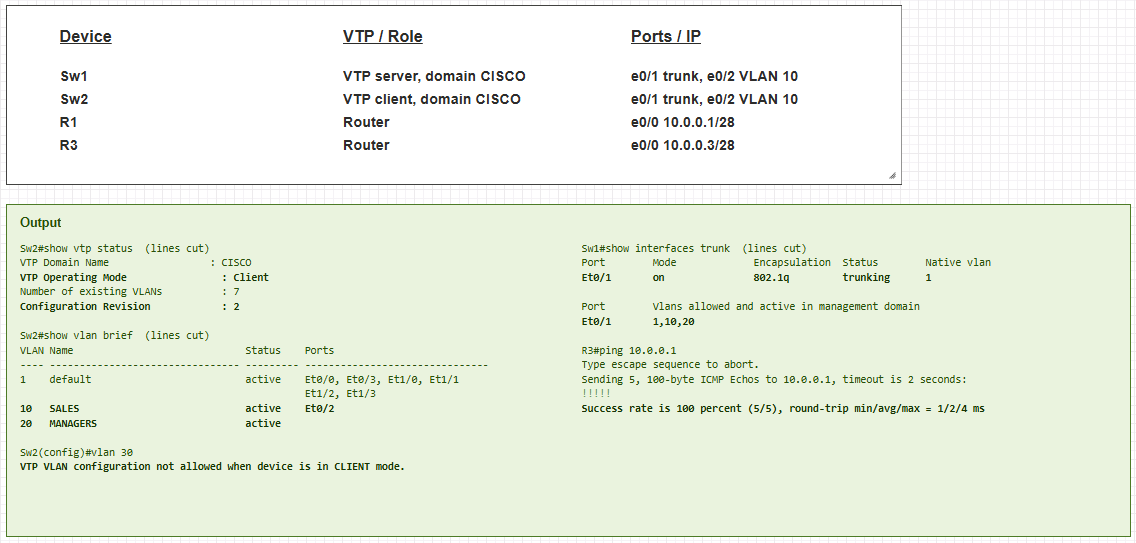 Device VTP / Role Ports / IP
Sw1 VTP server, domain CISCO e0/1 trunk, e0/2 VLAN 10
Sw2 VTP client, domain CISCO e0/1 trunk, e0/2 VLAN 10
R1 Router e0/0 10.0.0.1/28
R3 Router e0/0 10.0.0.3/28
Output
Sw2#show vtp status (lines cut)
VTP Domain Name : CISCO
VTP Operating Mode : Client
Number of existing VLANs : 7
Configuration Revision : 2
Sw2#show vlan brief (lines cut)
VLAN Name Status Ports
---- -------------------------------- --------- -------------------------------
1 default active Et0/0, Et0/3, Et1/0, Et1/1
Et1/2, Et1/3
10 SALES active Et0/2
20 MANAGERS active
Sw2(config)#vlan 30
VTP VLAN configuration not allowed when device is in CLIENT mode.
Sw1#show interfaces trunk (lines cut)
Port Mode Encapsulation Status Native vlan
Et0/1 on 802.1q trunking 1
Port Vlans allowed and active in management domain
Et0/1 1,10,20
R3#ping 10.0.0.1
Type escape sequence to abort.
Sending 5, 100-byte ICMP Echos to 10.0.0.1, timeout is 2 seconds:
!!!!!
Success rate is 100 percent (5/5), round-trip min/avg/max = 1/2/4 ms